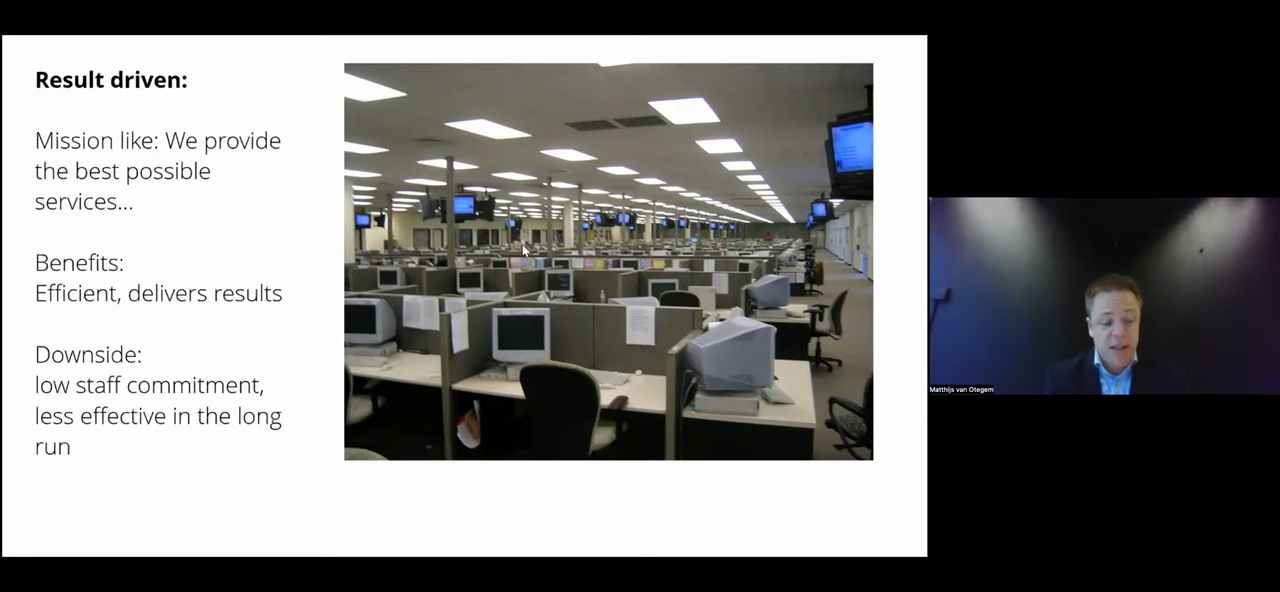 Result driven:
Mission like: We provide
the best possible
services...
Benefits:
Efficient, delivers results
Downside:
low staff commitment,
less effective in the long
run
Matthijs van Otegem